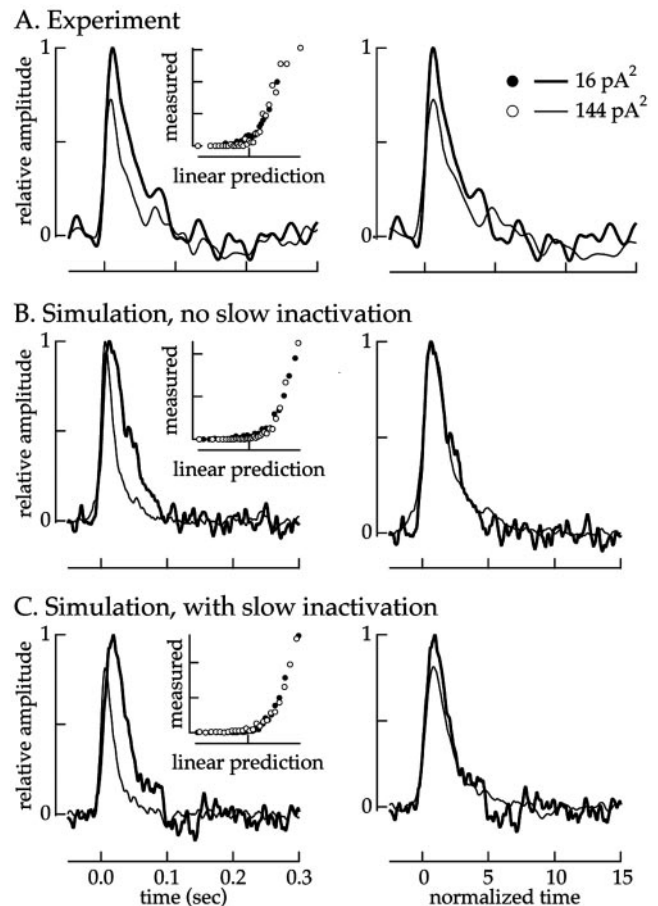 A. Experiment
1
relative amplitude
0
measured
linear prediction
1
0
16 pA²
144 pA²
B. Simulation, no slow inactivation
1
relative amplitude
0
measured
linear prediction
1
0
C. Simulation, with slow inactivation
1
relative amplitude
0
measured
linear prediction
1
0
0.0 0.1 0.2 0.3
time (sec)
0 5 10 15
normalized time